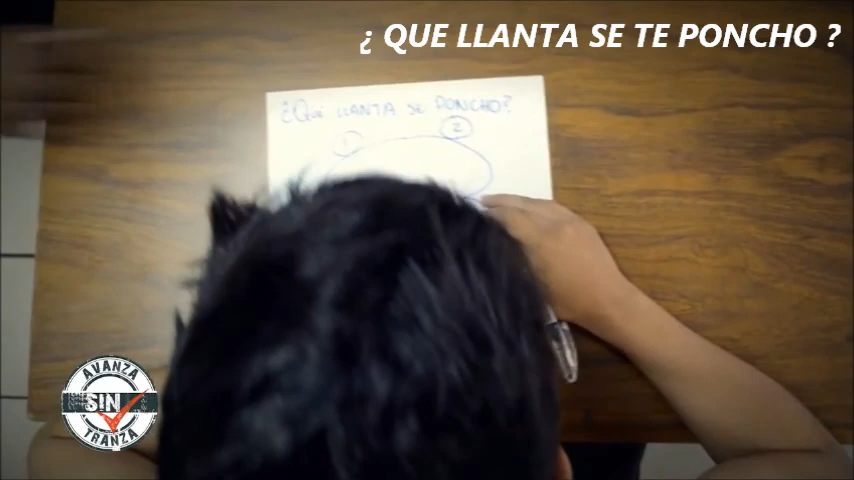 ¿ QUE LLANTA SE TE PONCHO ?
¿Qué LLANTA SE PONCHO?
1 2
AVANZA
SIN
TRANZA